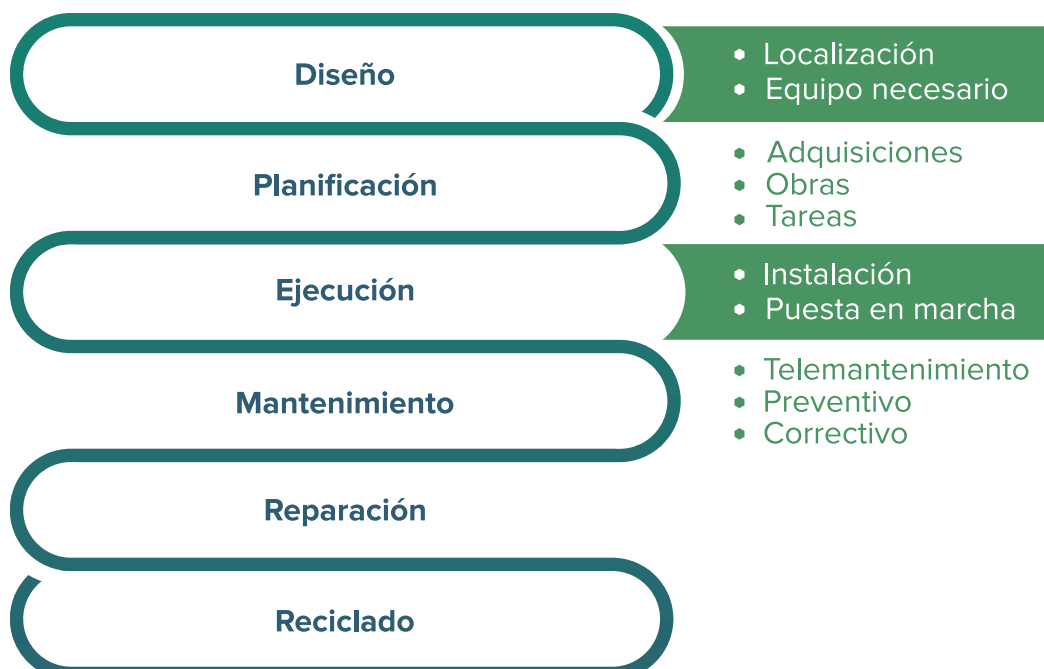 Diseño
• Localización
• Equipo necesario
Planificación
• Adquisiciones
• Obras
• Tareas
Ejecución
• Instalación
• Puesta en marcha
Mantenimiento
• Telemantenimiento
• Preventivo
• Correctivo
Reparación
Reciclado